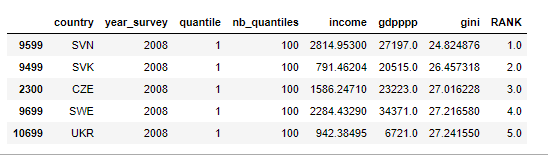 country year_survey quantile nb_quantiles income gdpppp gini RANK
9599 SVN 2008 1 100 2814.95300 27197.0 24.824876 1.0
9499 SVK 2008 1 100 791.46204 20515.0 26.457318 2.0
2300 CZE 2008 1 100 1586.24710 23223.0 27.016228 3.0
9699 SWE 2008 1 100 2284.43290 34371.0 27.216580 4.0
10699 UKR 2008 1 100 942.38495 6721.0 27.241550 5.0